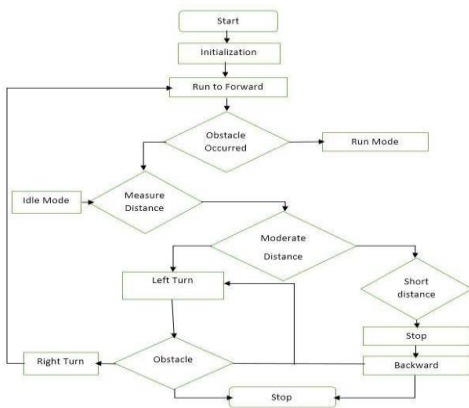 Start
Initialization
Run to Forward
Obstacle
Occurred
Run Mode
Idle Mode
Measure
Distance
Moderate
Distance
Left Turn
Short
distance
Stop
Right Turn
Obstacle
Backward
Stop